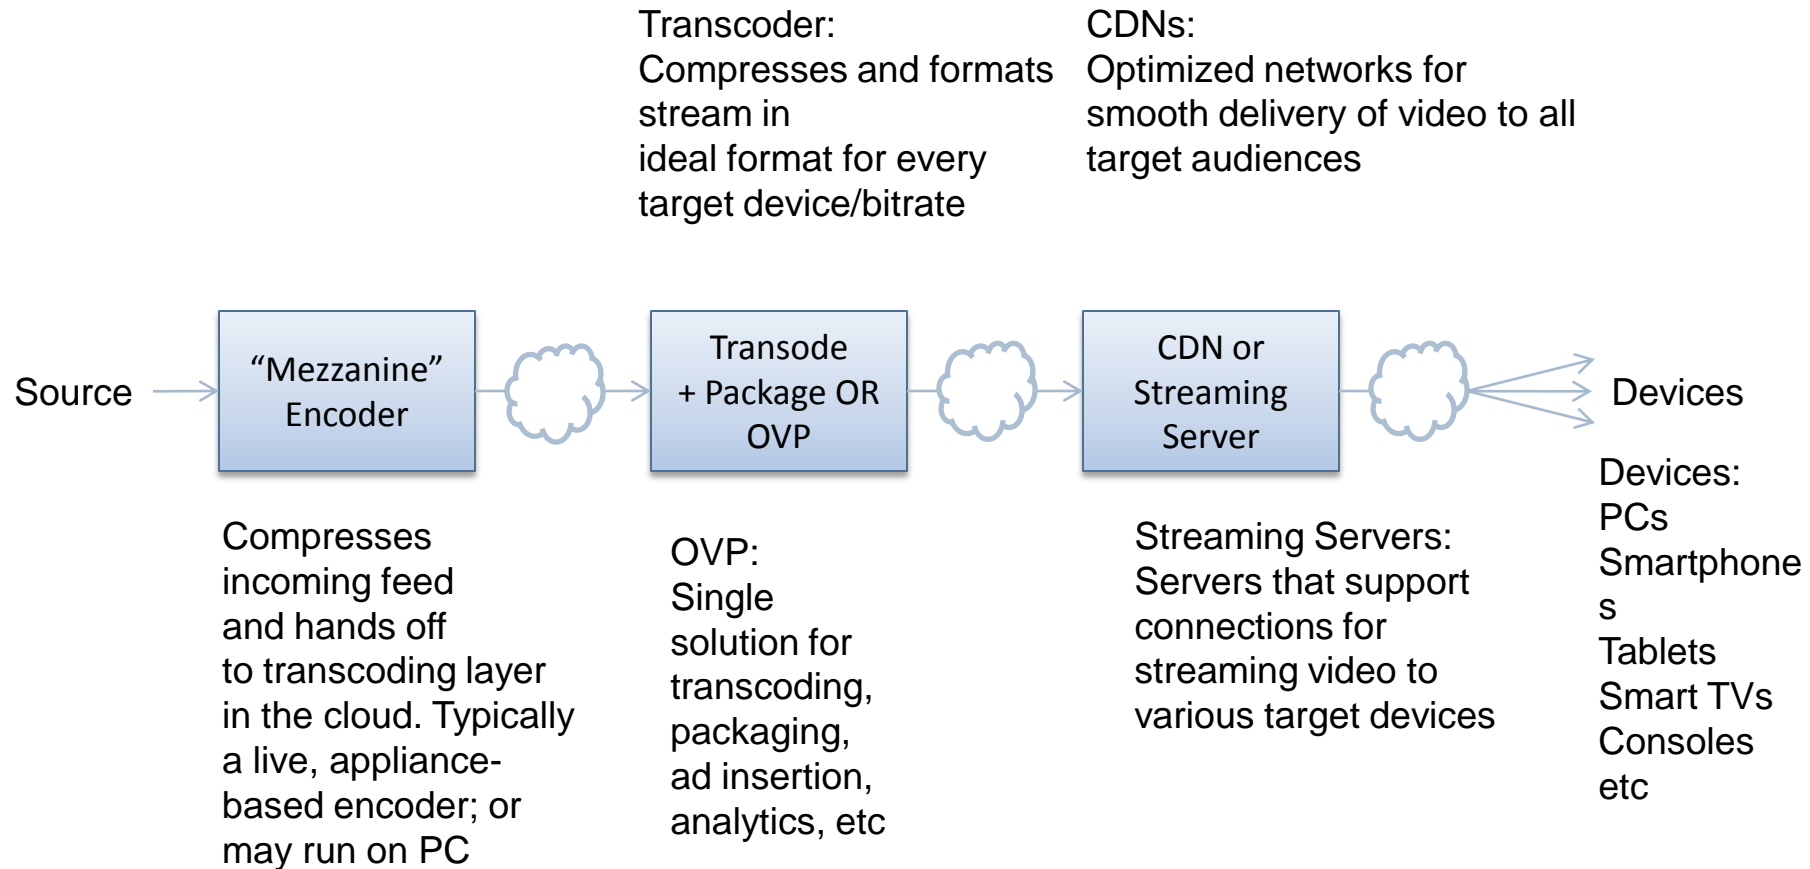 Transcoder:
Compresses and formats
stream in
ideal format for every
target device/bitrate
CDNs:
Optimized networks for
smooth delivery of video to all
target audiences
Source
“Mezzanine”
Encoder
Transode
+ Package OR
OVP
CDN or
Streaming
Server
Devices
Compresses
incoming feed
and hands off
to transcoding layer
in the cloud. Typically
a live, appliance-
based encoder; or
may run on PC
OVP:
Single
solution for
transcoding,
packaging,
ad insertion,
analytics, etc
Streaming Servers:
Servers that support
connections for
streaming video to
various target devices
Devices:
PCs
Smartphone
s
Tablets
Smart TVs
Consoles
etc